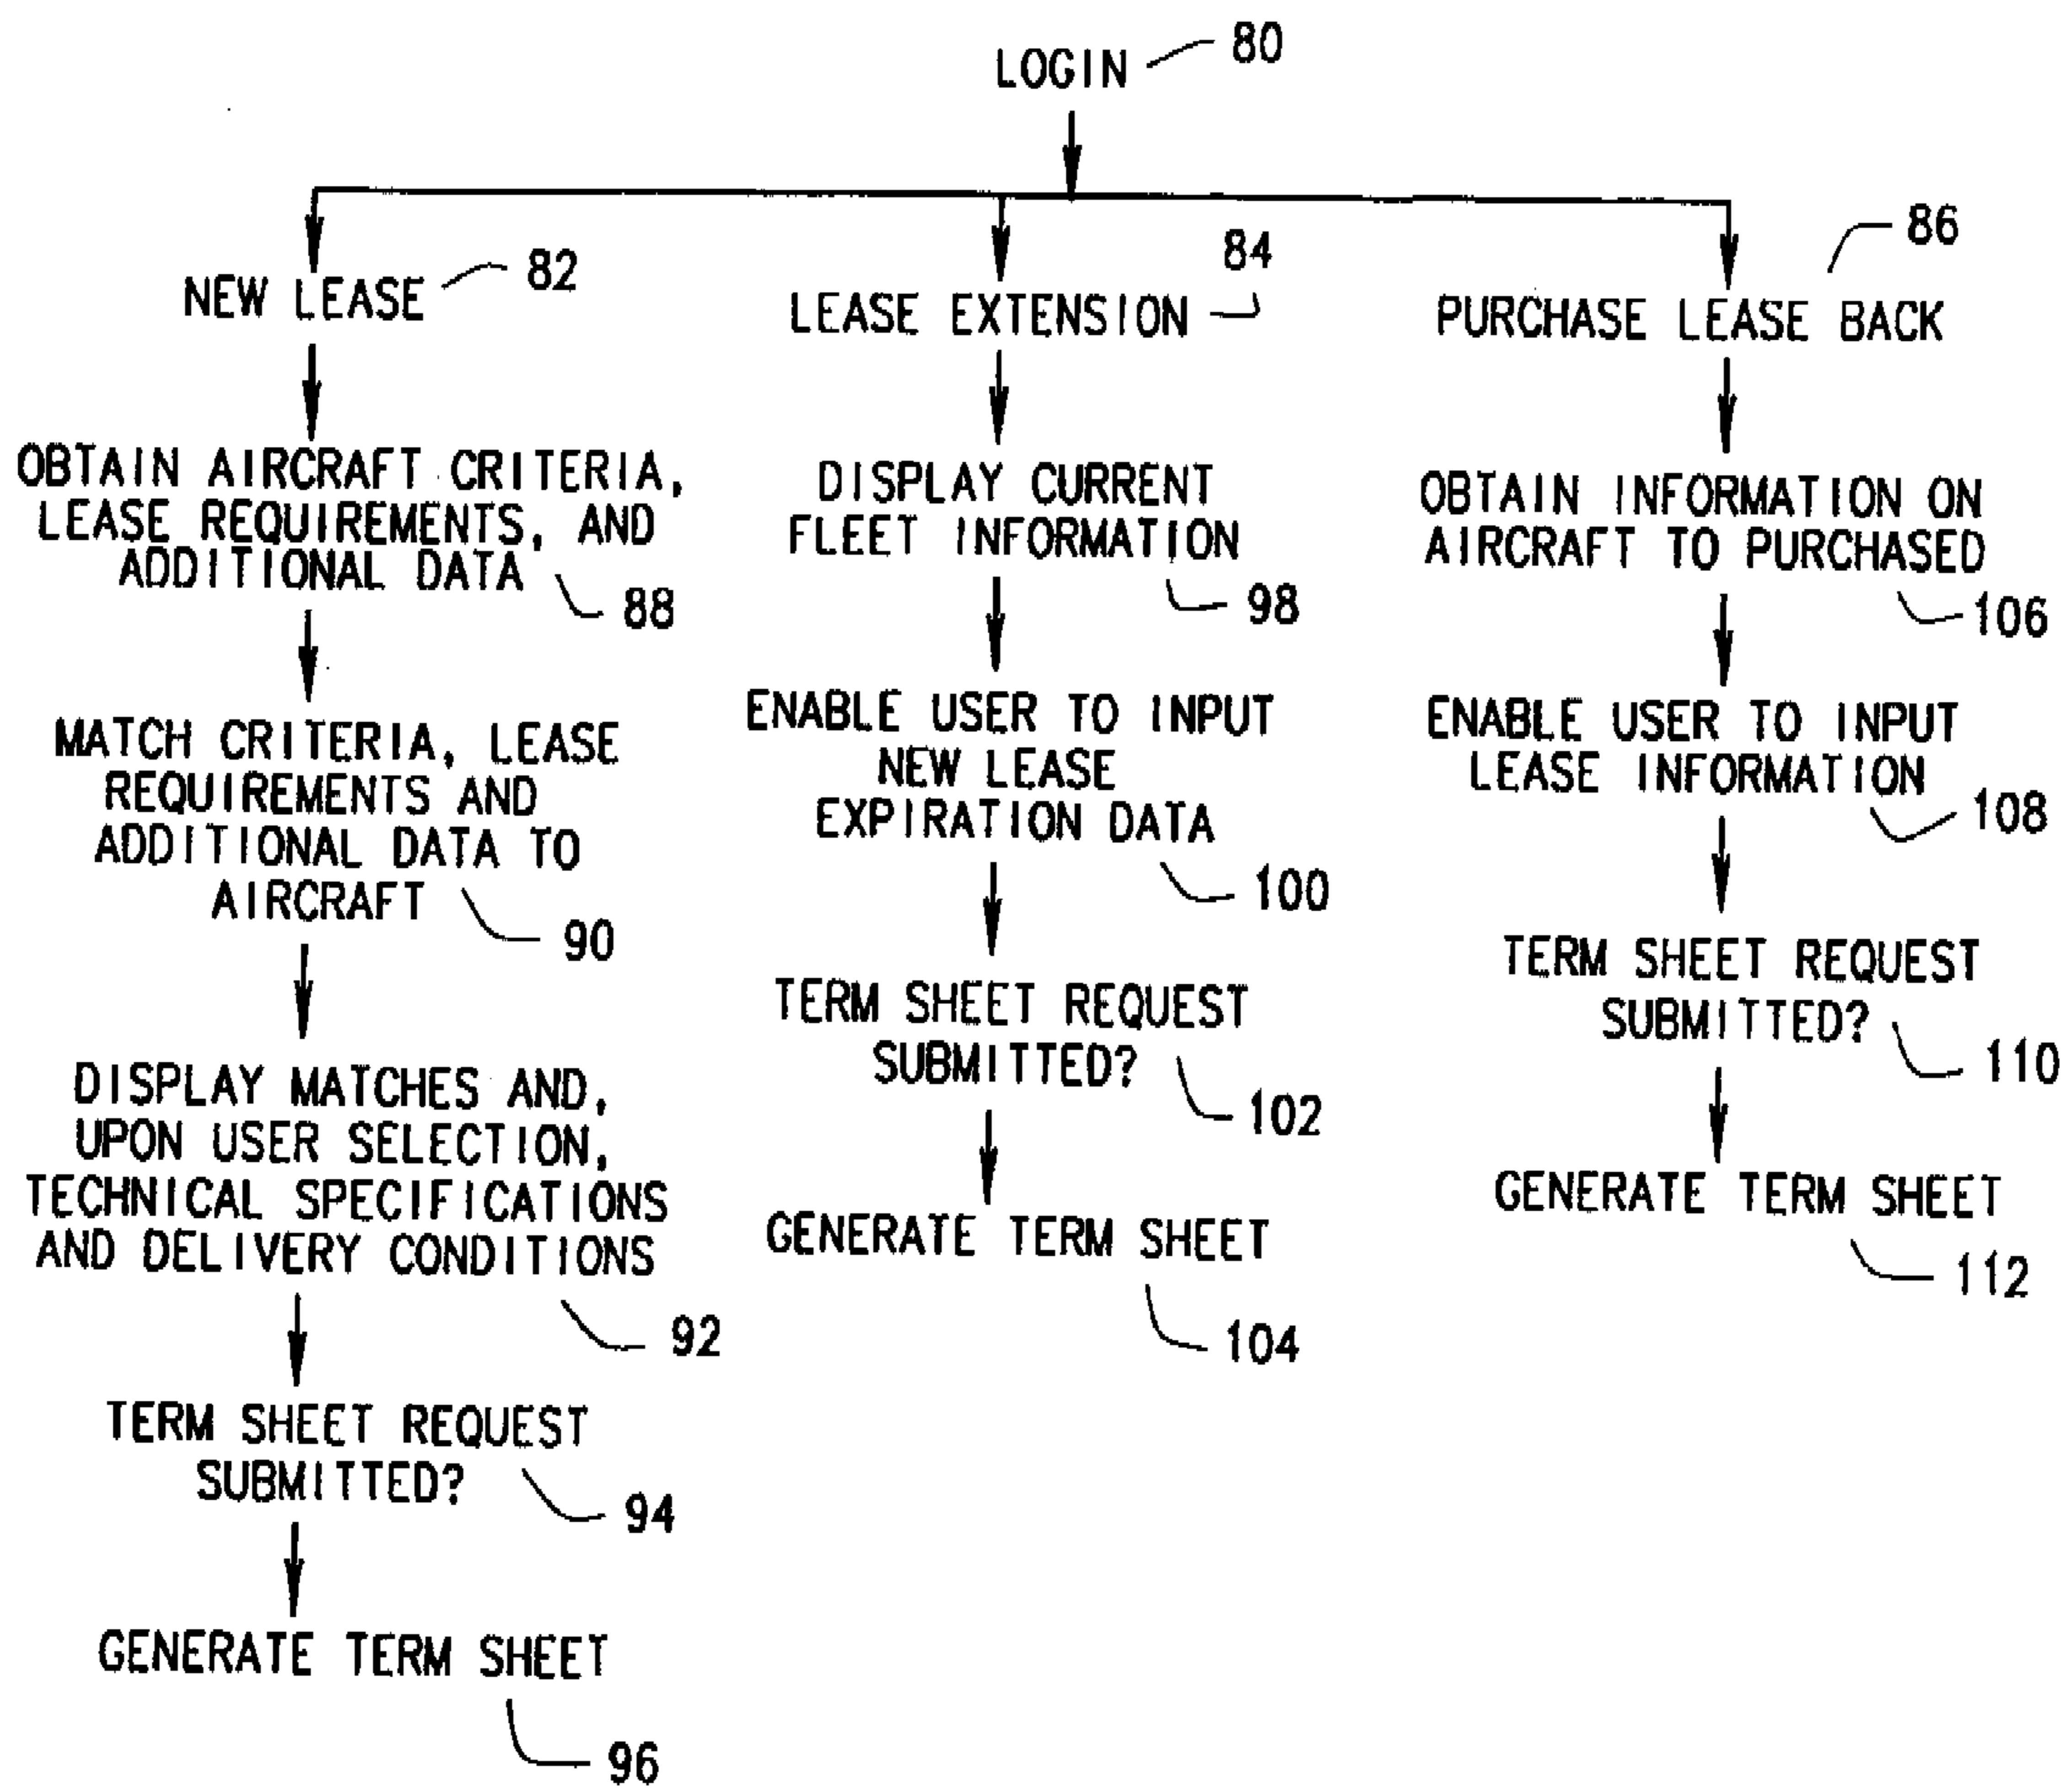 LOGIN 80
NEW LEASE 82
OBTAIN AIRCRAFT CRITERIA,
LEASE REQUIREMENTS, AND
ADDITIONAL DATA 88
MATCH CRITERIA, LEASE
REQUIREMENTS AND
ADDITIONAL DATA TO
AIRCRAFT 90
DISPLAY MATCHES AND,
UPON USER SELECTION,
TECHNICAL SPECIFICATIONS
AND DELIVERY CONDITIONS
92
TERM SHEET REQUEST
SUBMITTED? 94
GENERATE TERM SHEET
96
84
LEASE EXTENSION
DISPLAY CURRENT
FLEET INFORMATION
98
ENABLE USER TO INPUT
NEW LEASE
EXPIRATION DATA
100
TERM SHEET REQUEST
SUBMITTED?
102
GENERATE TERM SHEET
104
86
PURCHASE LEASE BACK
OBTAIN INFORMATION ON
AIRCRAFT TO PURCHASED
106
ENABLE USER TO INPUT
LEASE INFORMATION
108
TERM SHEET REQUEST
SUBMITTED?
110
GENERATE TERM SHEET
112